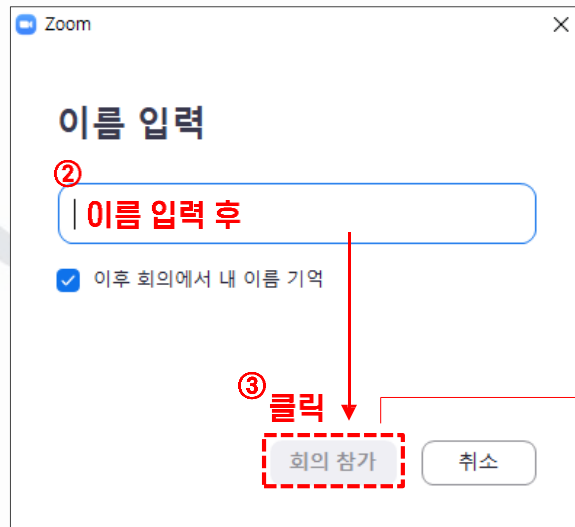 Zoom
이름 입력
②
이름 입력 후
이후 회의에서 내 이름 기억
③
클릭
회의 참가 취소